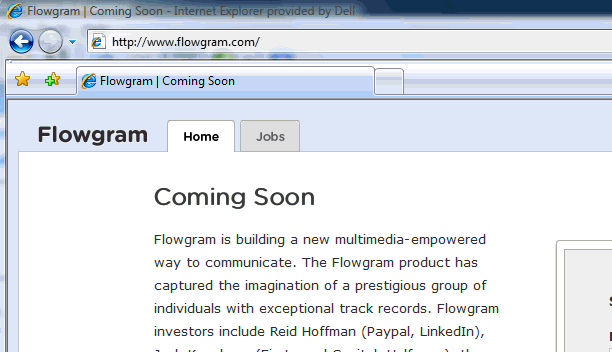 Flowgram | Coming Soon - Internet Explorer provided by Dell
http://www.flowgram.com/
Flowgram | Coming Soon
Flowgram Home Jobs
Coming Soon
Flowgram is building a new multimedia-empowered
way to communicate. The Flowgram product has
captured the imagination of a prestigious group of
individuals with exceptional track records. Flowgram
investors include Reid Hoffman (Paypal, LinkedIn),